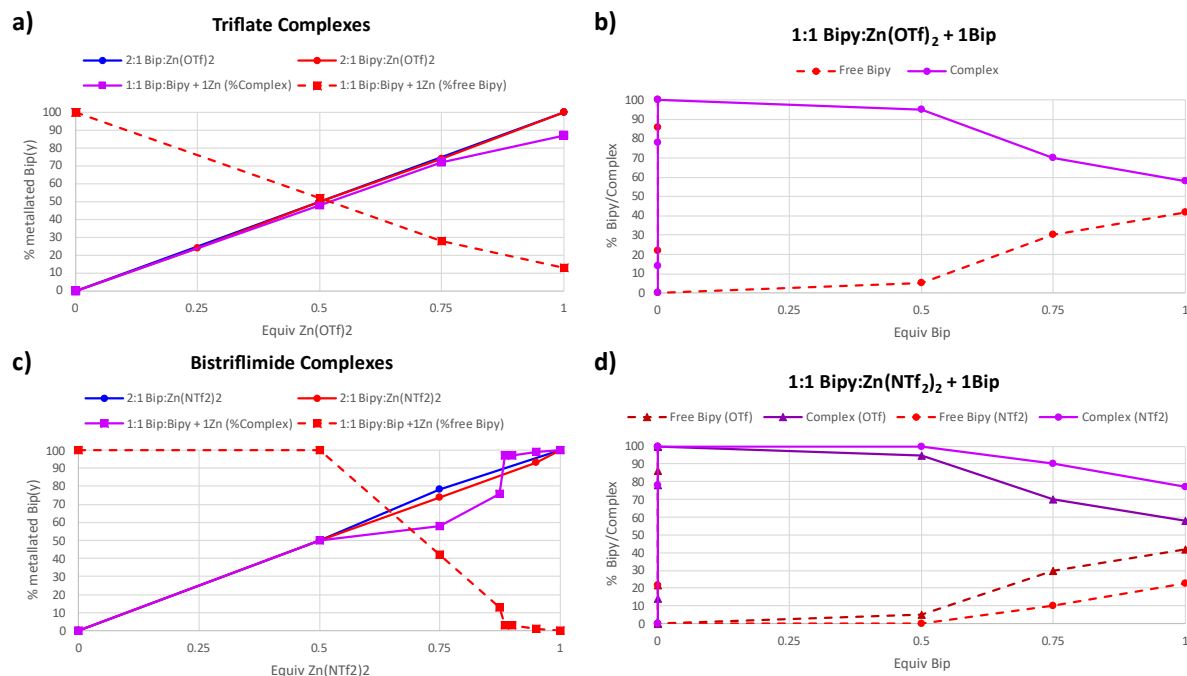 a)
Triflate Complexes
2:1 Bip:Zn(OTf)2
2:1 Bipy:Zn(OTf)2
1:1 Bip:Bipy + 1Zn (%Complex)
1:1 Bip:Bipy + 1Zn (%free Bipy)
% metallated Bip(y)
100
90
80
70
60
50
40
30
20
10
0
0
0.25
0.5
0.75
1
Equiv Zn(OTf)2
b)
1:1 Bipy:Zn(OTf)₂ + 1Bip
Free Bipy
Complex
% Bipy/Complex
100
90
80
70
60
50
40
30
20
10
0
0
0.25
0.5
0.75
1
Equiv Bip
c)
Bistriflimide Complexes
2:1 Bip:Zn(NTf2)2
2:1 Bipy:Zn(NTf2)2
1:1 Bip:Bipy + 1Zn (%Complex)
1:1 Bipy:Bip +1Zn (%free Bipy)
% metallated Bip(y)
100
90
80
70
60
50
40
30
20
10
0
0
0.25
0.5
0.75
1
Equiv Zn(NTf2)2
d)
1:1 Bipy:Zn(NTf₂)₂ + 1Bip
Free Bipy (OTf)
Complex (OTf)
Free Bipy (NTf2)
Complex (NTf2)
% Bipy/Complex
100
90
80
70
60
50
40
30
20
10
0
0
0.25
0.5
0.75
1
Equiv Bip